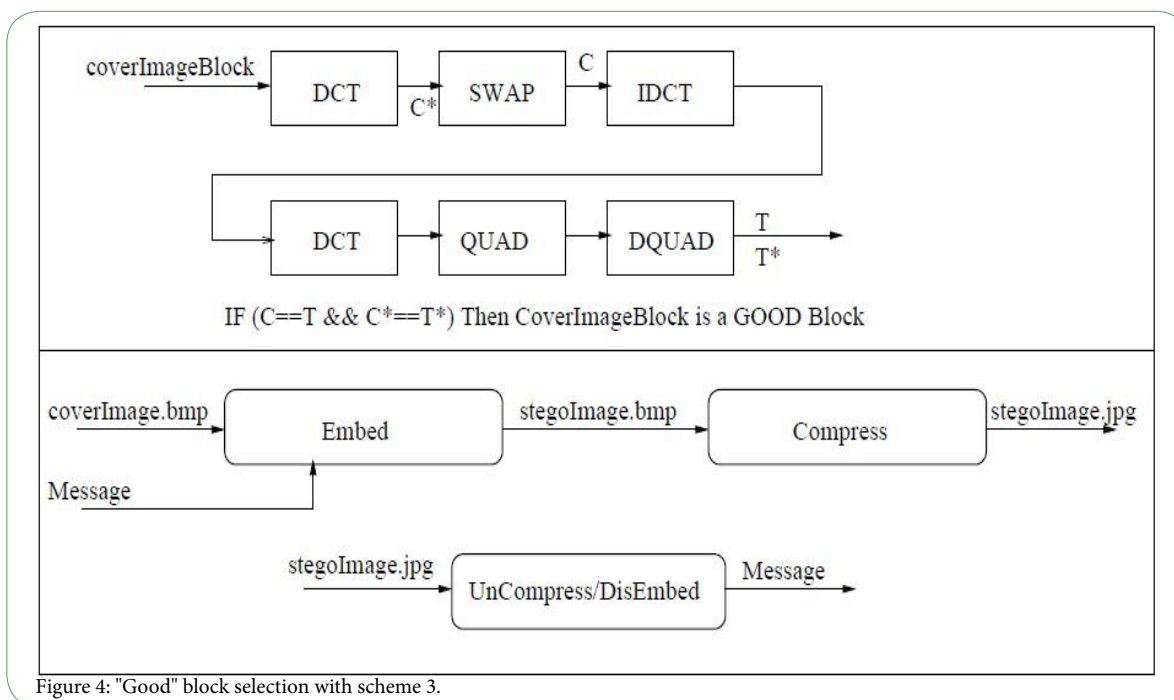 coverImageBlock
DCT
C*
SWAP
C
IDCT
DCT
QUAD
DQUAD
T
T*
IF (C==T && C*==T*) Then CoverImageBlock is a GOOD Block
coverImage.bmp
Embed
stegoImage.bmp
Compress
stegoImage.jpg
Message
stegoImage.jpg
UnCompress/DisEmbed
Message
Figure 4: "Good" block selection with scheme 3.